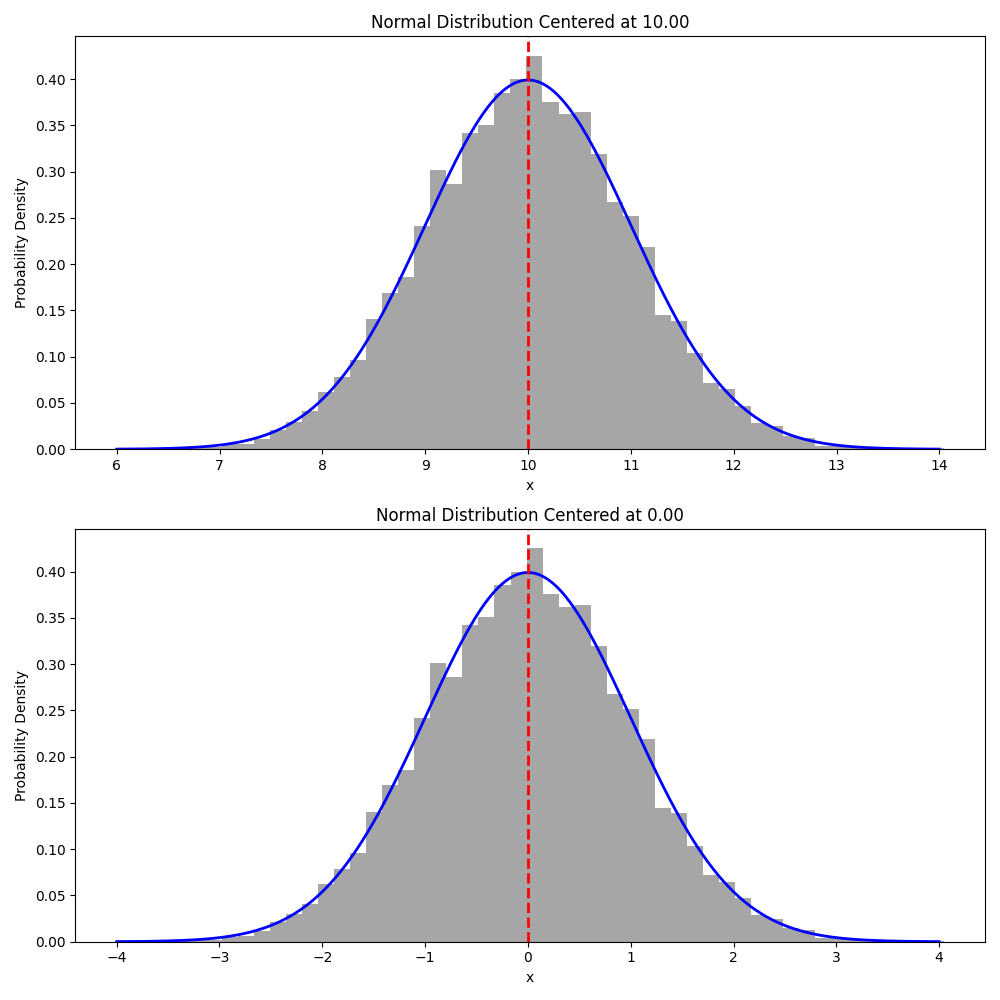 Normal Distribution Centered at 10.00
0.40
0.35
0.30
0.25
0.20
0.15
0.10
0.05
0.00
Probability Density
6 7 8 9 10 11 12 13 14
x
Normal Distribution Centered at 0.00
0.40
0.35
0.30
0.25
0.20
0.15
0.10
0.05
0.00
Probability Density
−4 −3 −2 −1 0 1 2 3 4
x